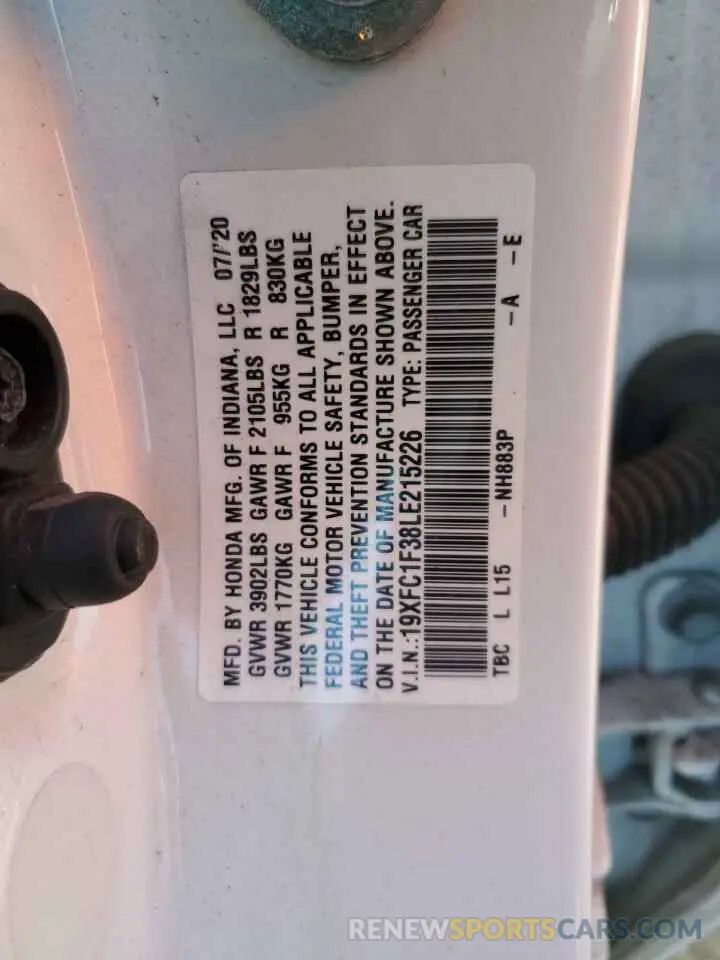 MFD. BY HONDA MFG. OF INDIANA, LLC 07/'20
GVWR 3902LBS GAWR F 2105LBS R 1829LBS
GVWR 1770KG GAWR F 955KG R 830KG
THIS VEHICLE CONFORMS TO ALL APPLICABLE
FEDERAL MOTOR VEHICLE SAFETY, BUMPER,
AND THEFT PREVENTION STANDARDS IN EFFECT
ON THE DATE OF MANUFACTURE SHOWN ABOVE.
V.I.N.:19XFC1F38LE215226 TYPE: PASSENGER CAR
TBC L L15 -NH883P -A -E
RENEWSPORTSCARS.COM